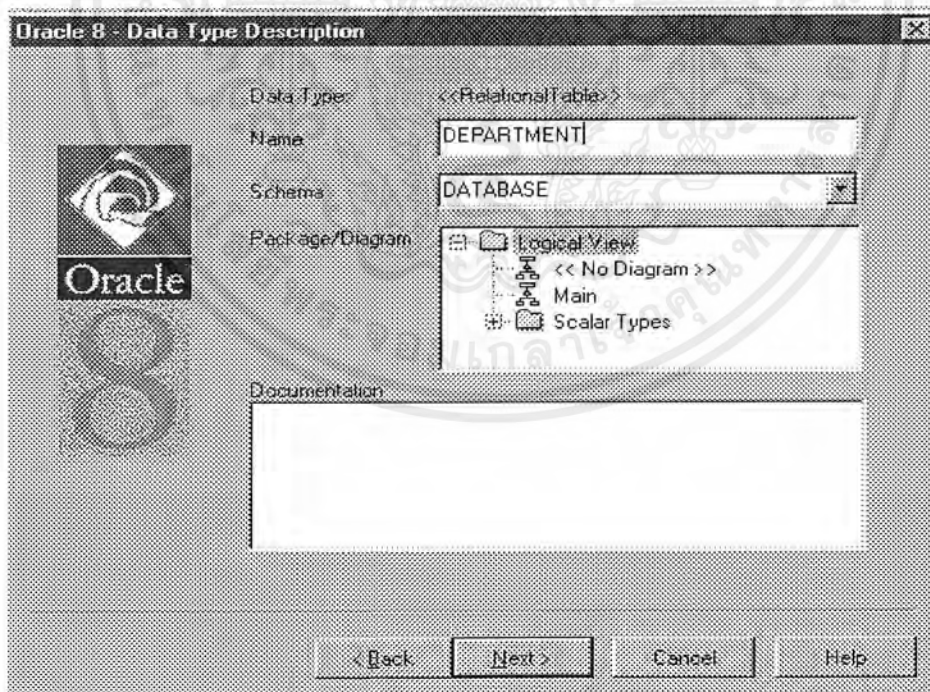 Oracle 8 - Data Type Description
Data Type: <<RelationalTable>>
Name DEPARTMENT
Schema DATABASE
Package/Diagram
Logical View
<< No Diagram >>
Main
Scalar Types
Oracle
8
Documentation
< Back Next > Cancel Help